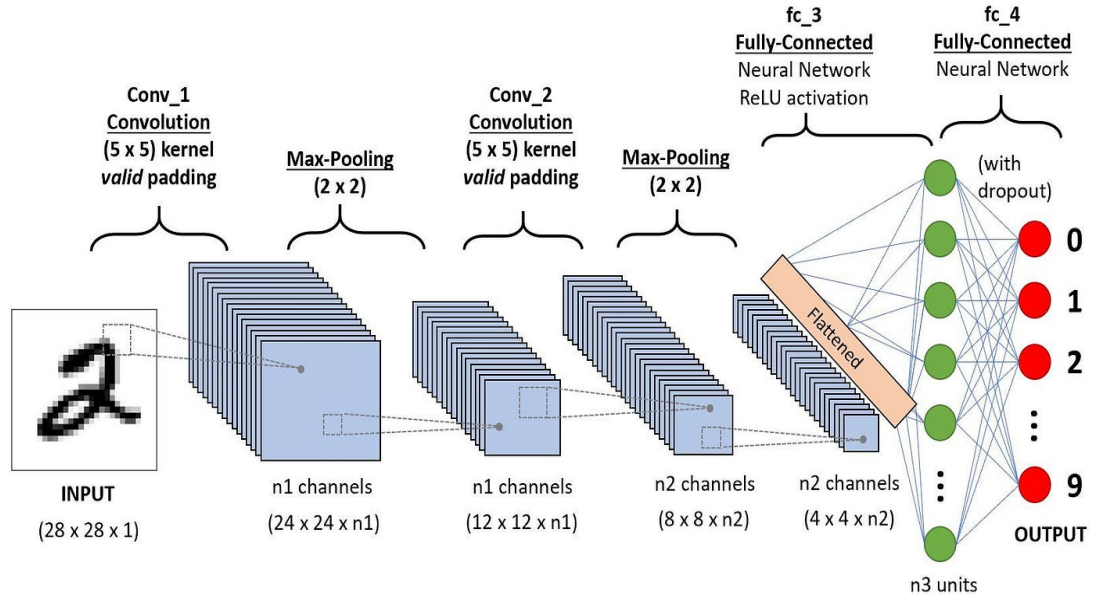 fc_3
Fully-Connected
Neural Network
ReLU activation
fc_4
Fully-Connected
Neural Network
Conv_1
Convolution
(5 x 5) kernel
valid padding
Max-Pooling
(2 x 2)
Conv_2
Convolution
(5 x 5) kernel
valid padding
Max-Pooling
(2 x 2)
(with
dropout)
Flattened
0
1
2
9
OUTPUT
INPUT
(28 x 28 x 1)
n1 channels
(24 x 24 x n1)
n1 channels
(12 x 12 x n1)
n2 channels
(8 x 8 x n2)
n2 channels
(4 x 4 x n2)
n3 units
2